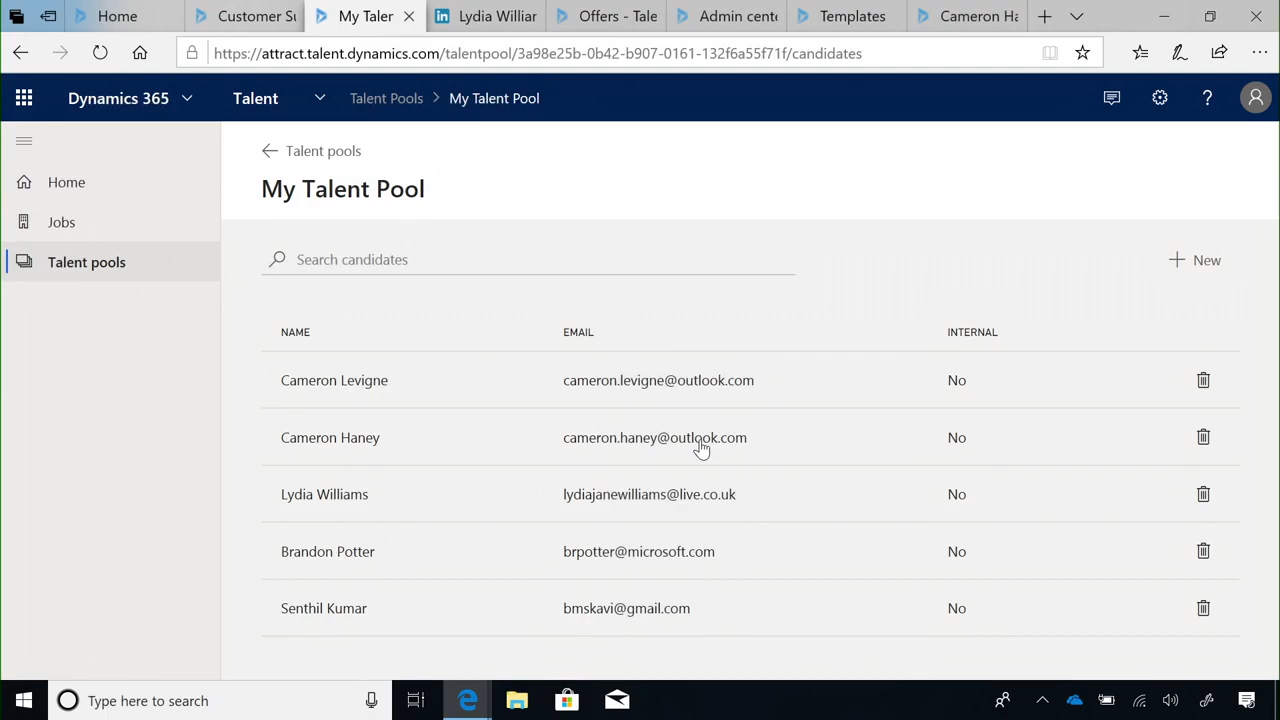 Home
Customer Su
My Taler
Lydia Williar
Offers - Tale
Admin cente
Templates
Cameron Ha
https://attract.talent.dynamics.com/talentpool/3a98e25b-0b42-b907-0161-132f6a55f71f/candidates
Dynamics 365
Talent
Talent Pools > My Talent Pool
?
Talent pools
My Talent Pool
Home
Jobs
Talent pools
Search candidates
+ New
NAME EMAIL INTERNAL
Cameron Levigne cameron.levigne@outlook.com No
Cameron Haney cameron.haney@outlook.com No
Lydia Williams lydiajanewilliams@live.co.uk No
Brandon Potter brpotter@microsoft.com No
Senthil Kumar bmskavi@gmail.com No
Type here to search